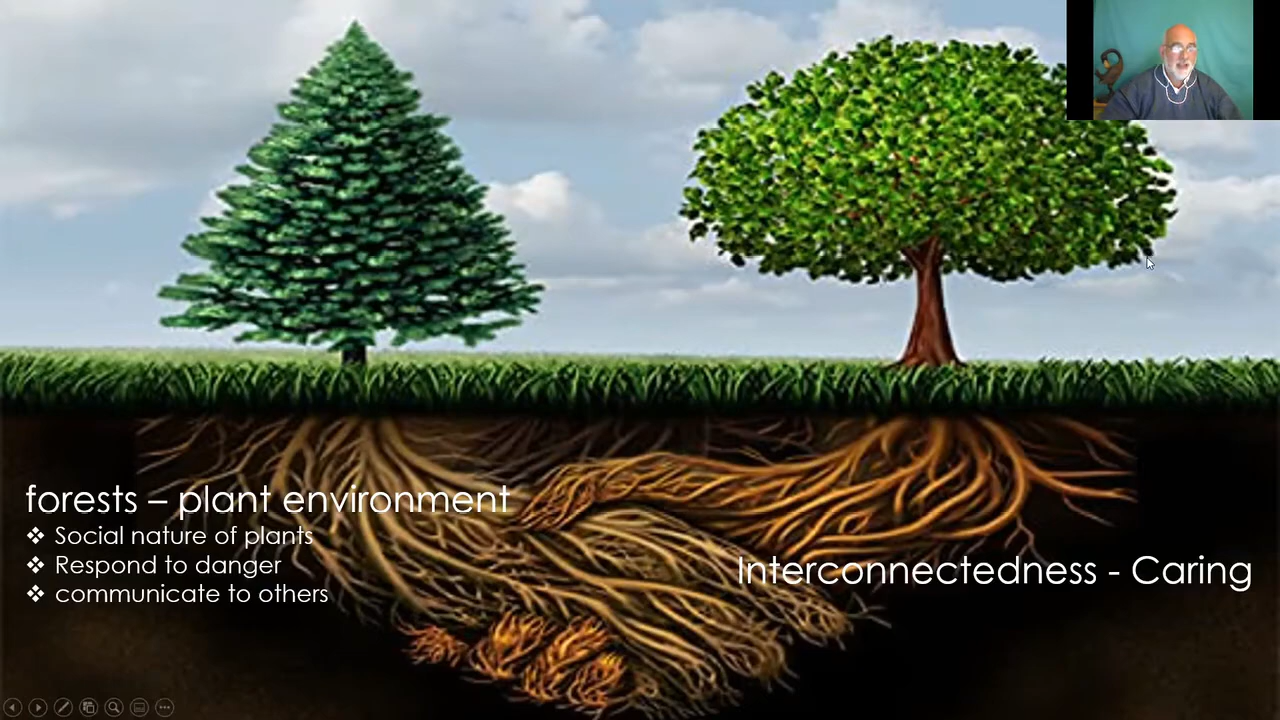 forests – plant environment
❖ Social nature of plants
❖ Respond to danger
❖ communicate to others
Interconnectedness - Caring